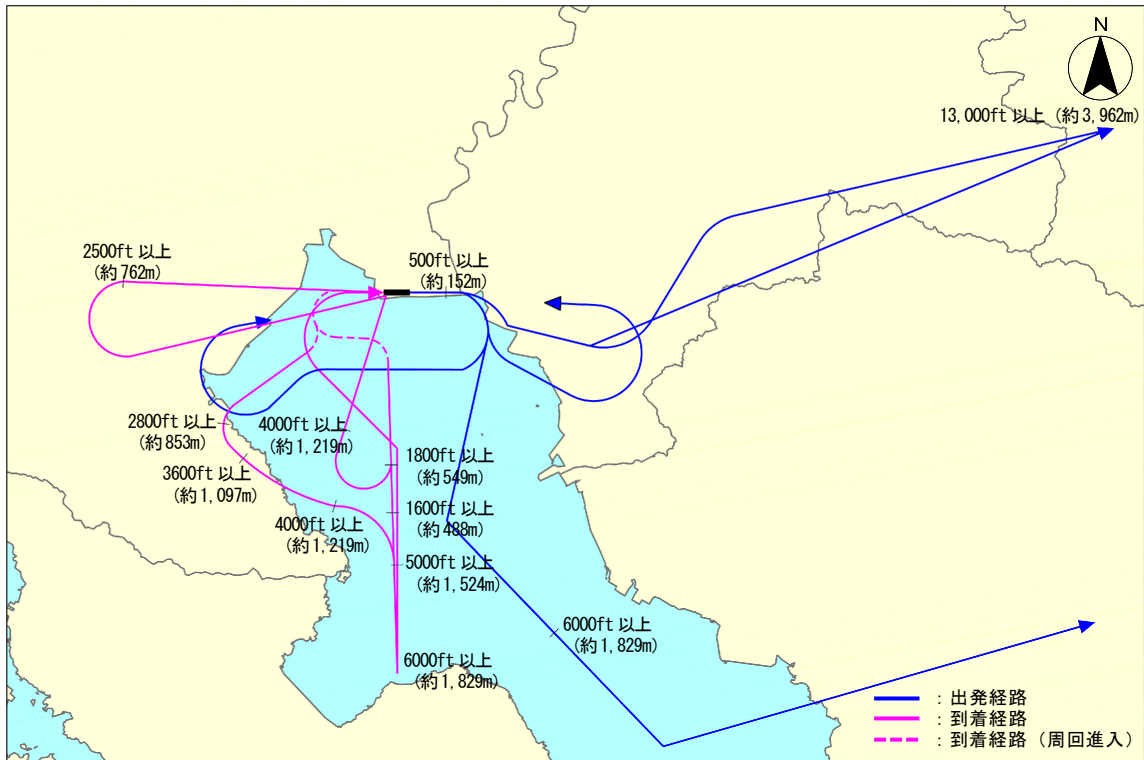 N
13,000ft 以上 (約3,962m)
2500ft 以上
(約762m)
500ft 以上
(約152m)
2800ft 以上
(約853m)
4000ft 以上
(約1,219m)
3600ft 以上
(約1,097m)
1800ft 以上
(約549m)
4000ft 以上
(約1,219m)
1600ft 以上
(約488m)
5000ft 以上
(約1,524m)
6000ft 以上
(約1,829m)
6000ft 以上
(約1,829m)
:出発経路
:到着経路
:到着経路(周回進入)